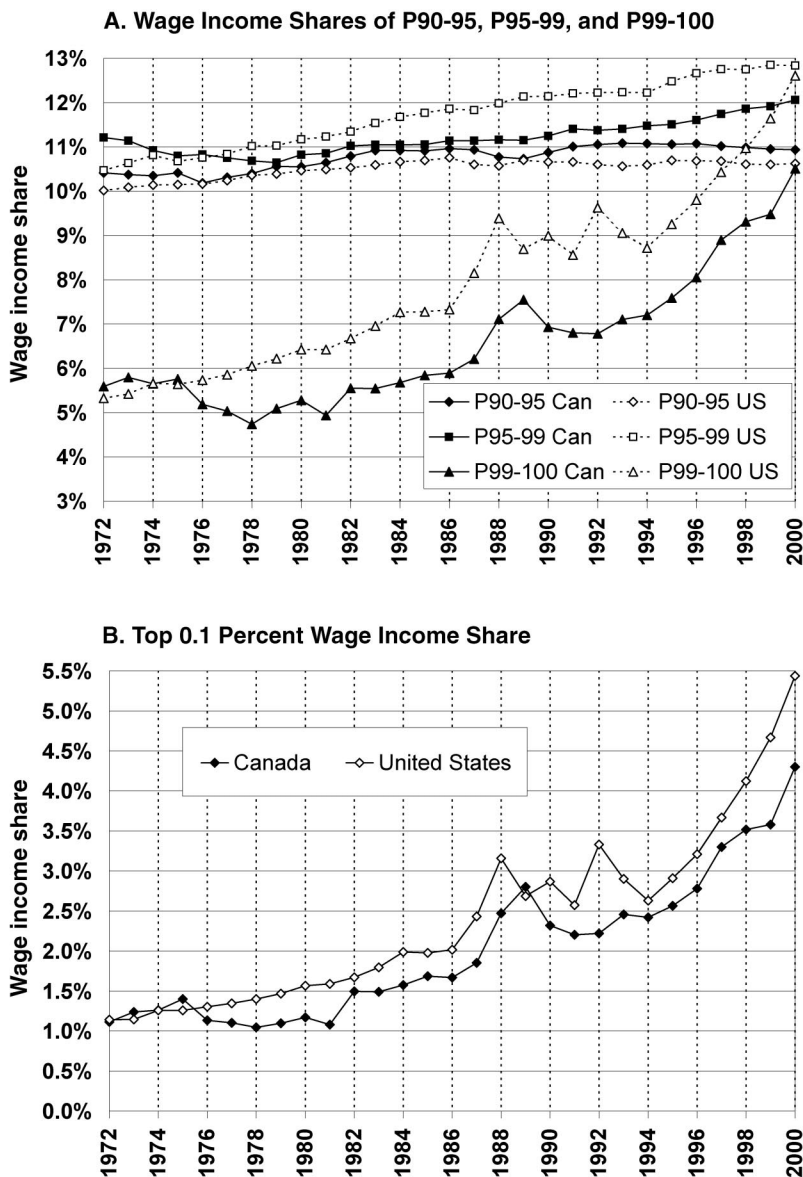 A. Wage Income Shares of P90-95, P95-99, and P99-100
Wage income share
13%
12%
11%
10%
9%
8%
7%
6%
5%
4%
3%
P90-95 Can P90-95 US
P95-99 Can P95-99 US
P99-100 Can P99-100 US
1972 1974 1976 1978 1980 1982 1984 1986 1988 1990 1992 1994 1996 1998 2000
B. Top 0.1 Percent Wage Income Share
Wage income share
5.5%
5.0%
4.5%
4.0%
3.5%
3.0%
2.5%
2.0%
1.5%
1.0%
0.5%
0.0%
Canada United States
1972 1974 1976 1978 1980 1982 1984 1986 1988 1990 1992 1994 1996 1998 2000